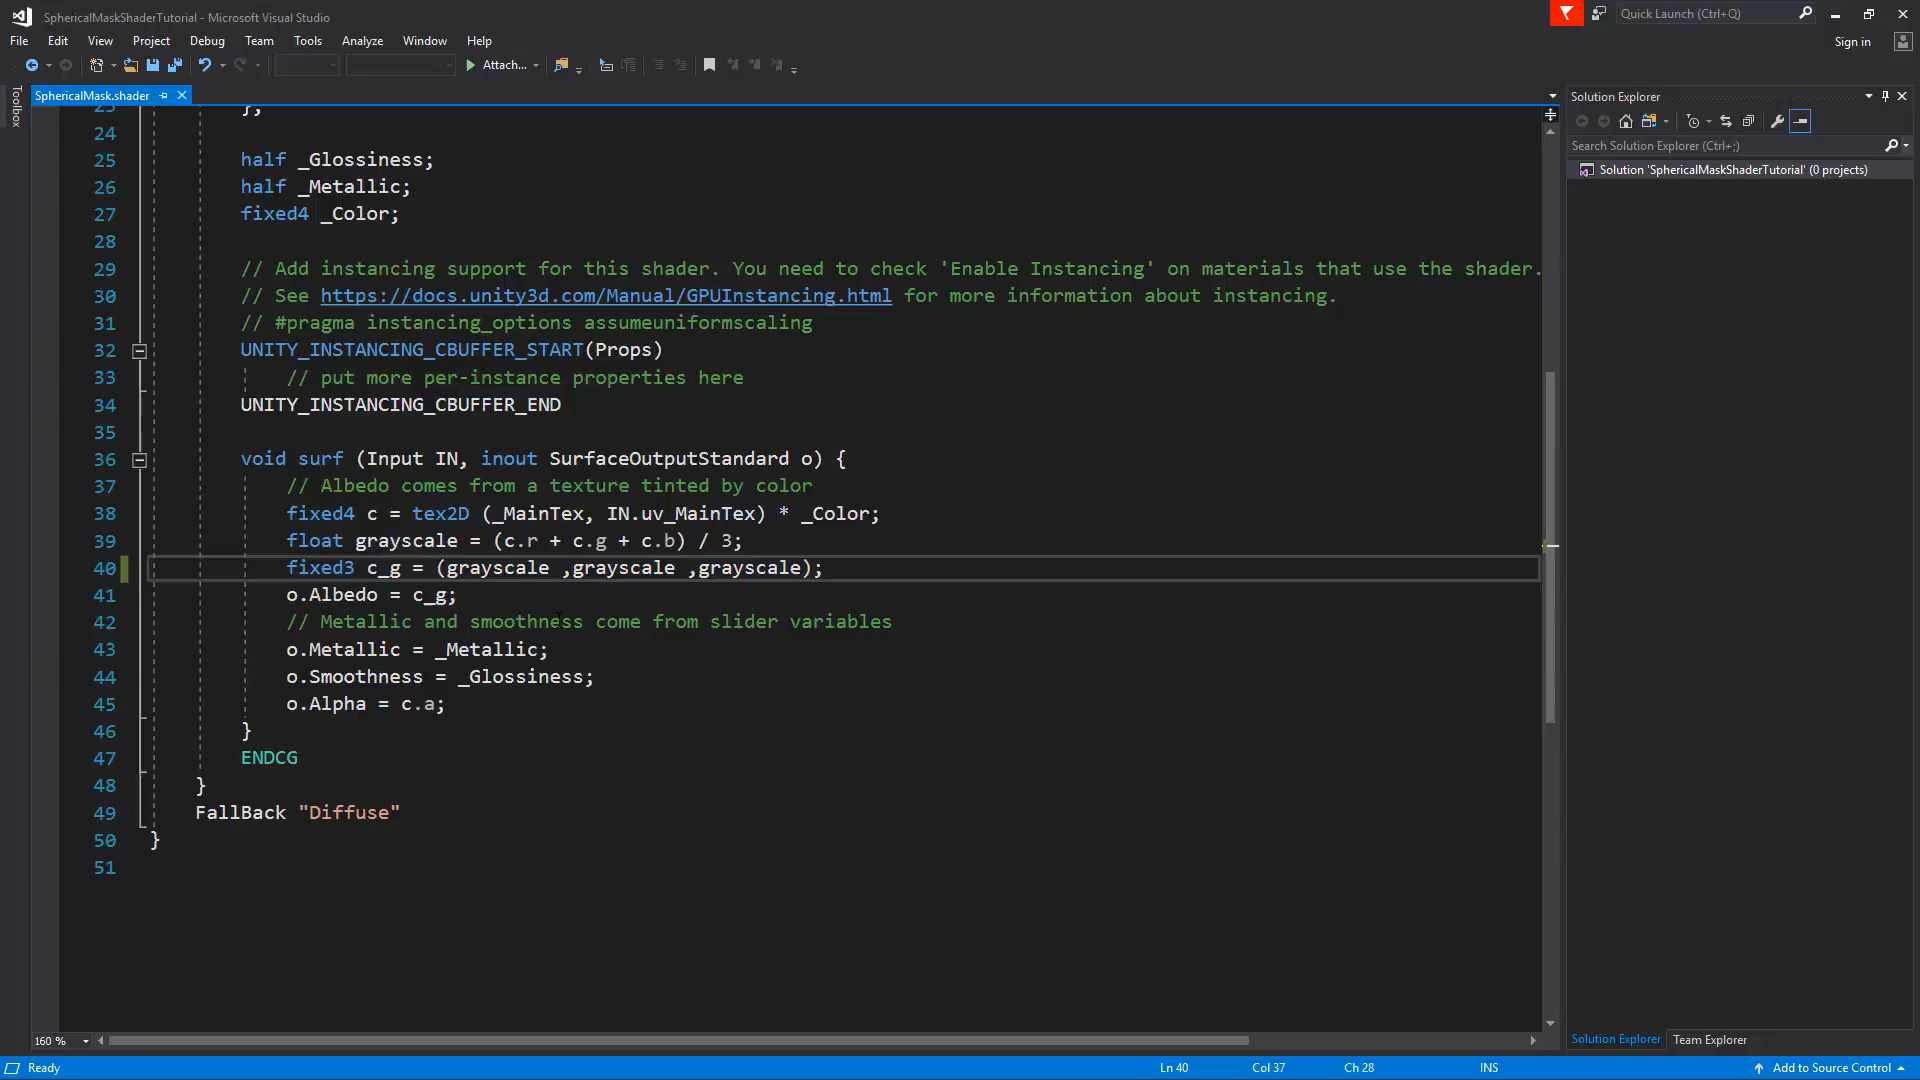 SphericalMaskShaderTutorial - Microsoft Visual Studio
Quick Launch (Ctrl+Q)
File Edit View Project Debug Team Tools Analyze Window Help
Sign in
Attach...
Toolbox
SphericalMask.shader
Solution Explorer
Search Solution Explorer (Ctrl+;)
Solution 'SphericalMaskShaderTutorial' (0 projects)
23 };
24
25 half _Glossiness;
26 half _Metallic;
27 fixed4 _Color;
28
29 // Add instancing support for this shader. You need to check 'Enable Instancing' on materials that use the shader.
30 // See https://docs.unity3d.com/Manual/GPUInstancing.html for more information about instancing.
31 // #pragma instancing_options assumeuniformscaling
32 UNITY_INSTANCING_CBUFFER_START(Props)
33 // put more per-instance properties here
34 UNITY_INSTANCING_CBUFFER_END
35
36 void surf (Input IN, inout SurfaceOutputStandard o) {
37 // Albedo comes from a texture tinted by color
38 fixed4 c = tex2D (_MainTex, IN.uv_MainTex) * _Color;
39 float grayscale = (c.r + c.g + c.b) / 3;
40 fixed3 c_g = (grayscale ,grayscale ,grayscale);
41 o.Albedo = c_g;
42 // Metallic and smoothness come from slider variables
43 o.Metallic = _Metallic;
44 o.Smoothness = _Glossiness;
45 o.Alpha = c.a;
46 }
47 ENDCG
48 }
49 FallBack "Diffuse"
50 }
51
160 %
Solution Explorer Team Explorer
Ready Ln 40 Col 37 Ch 28 INS Add to Source Control